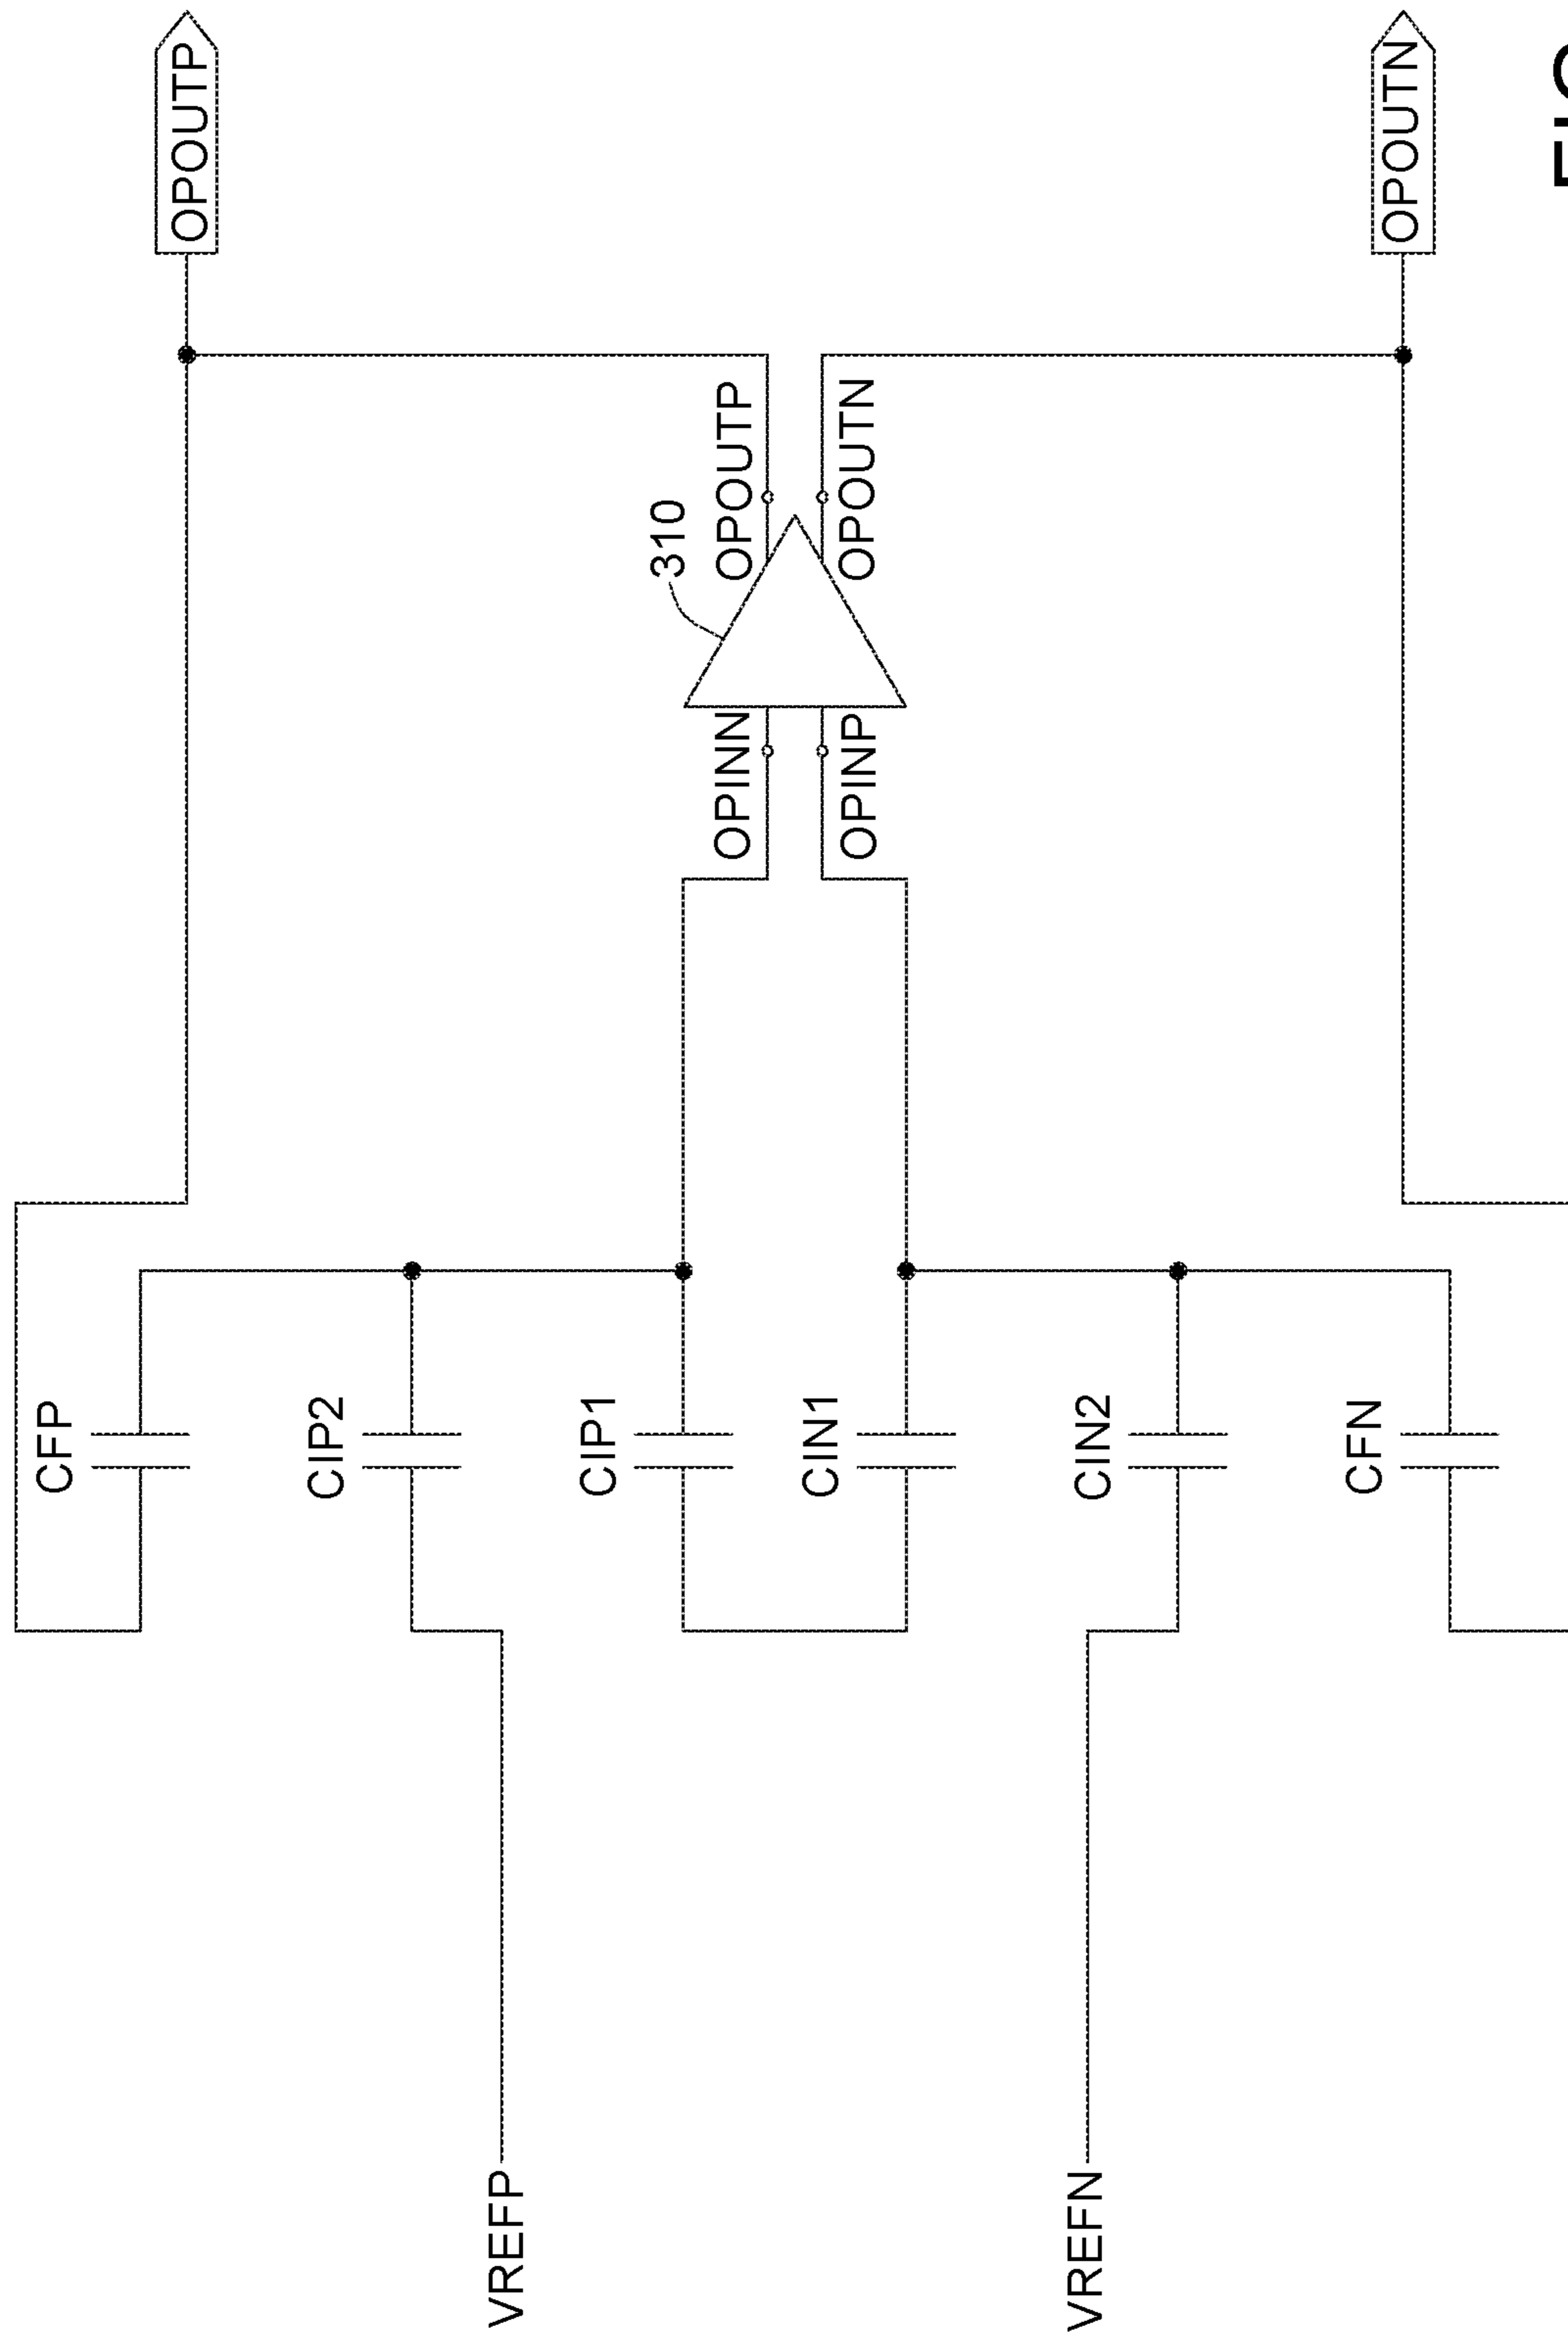 OPOUTP
OPOUTN
310
OPOUTP
OPOUTN
OPINN
OPINP
CFP
CIP2
CIP1
CIN1
CIN2
CFN
VREFP
VREFN